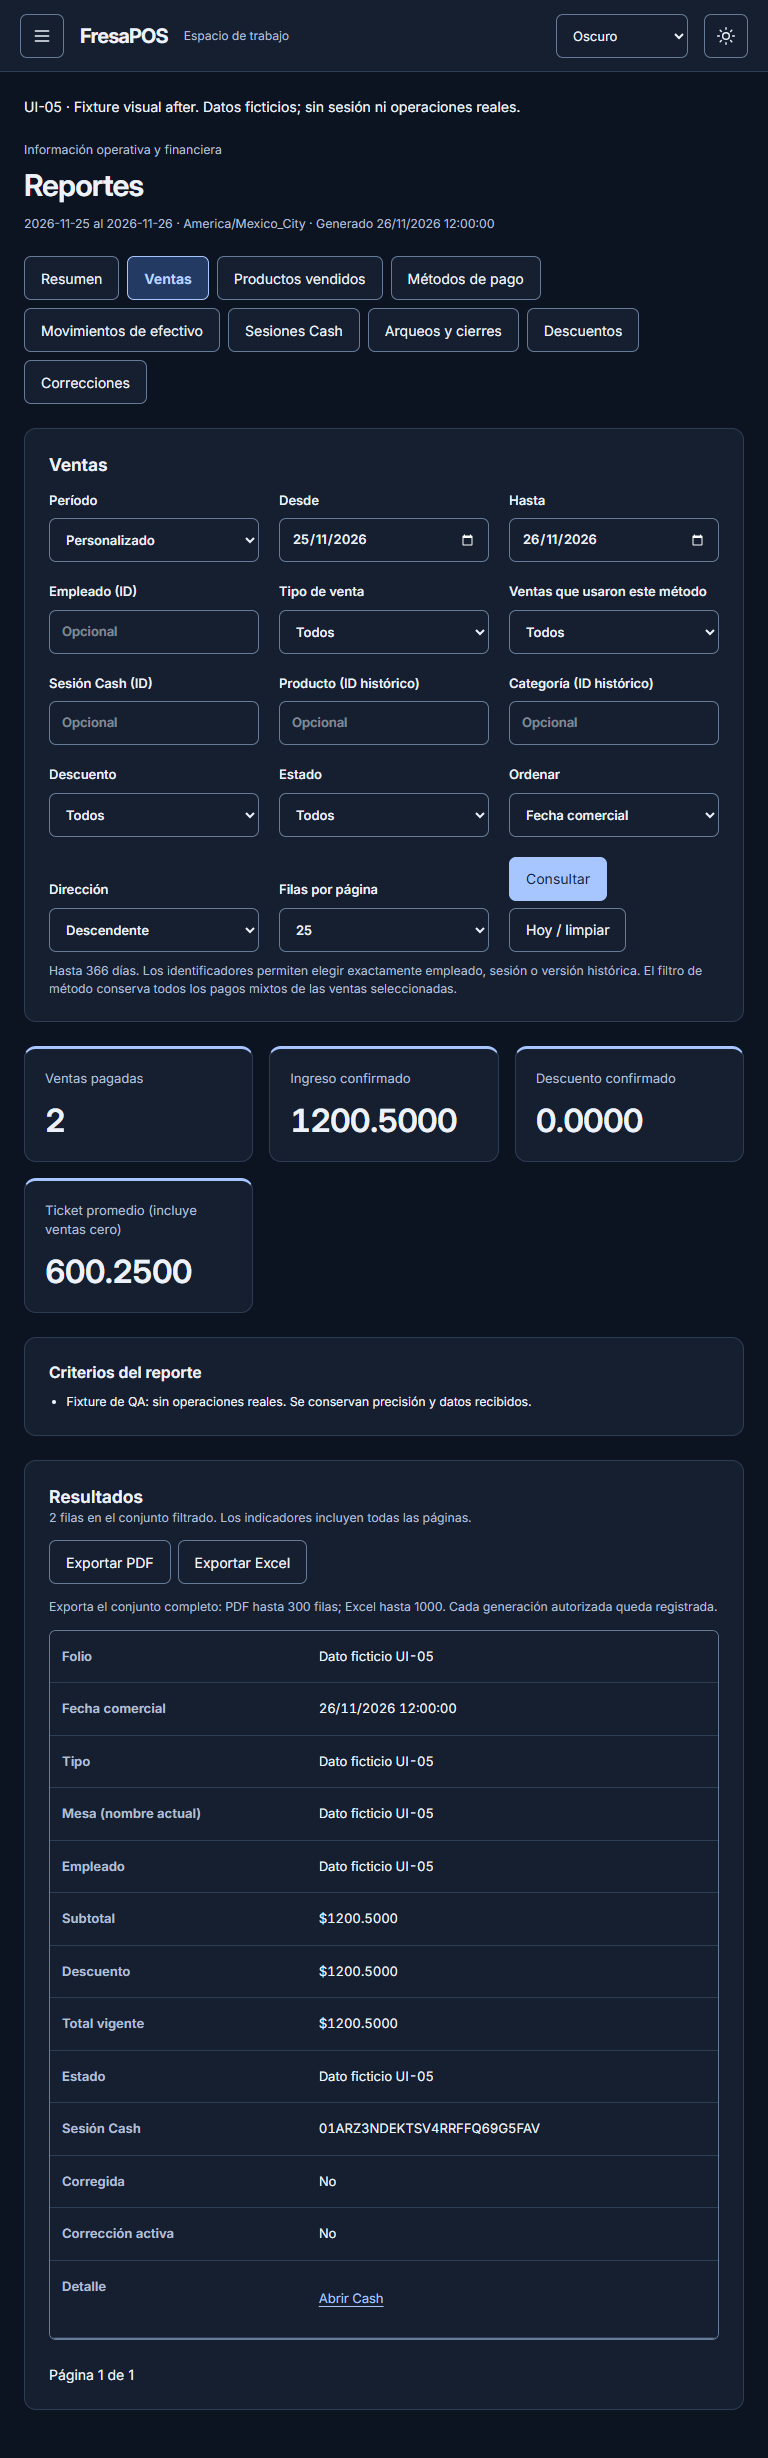 FresaPOS
Espacio de trabajo
Oscuro
UI-05 · Fixture visual after. Datos ficticios; sin sesión ni operaciones reales.
Información operativa y financiera
Reportes
2026-11-25 al 2026-11-26 · America/Mexico_City · Generado 26/11/2026 12:00:00
Resumen
Ventas
Productos vendidos
Métodos de pago
Movimientos de efectivo
Sesiones Cash
Arqueos y cierres
Descuentos
Correcciones
Ventas
Período
Desde
Hasta
Personalizado
25/11/2026
26/11/2026
Empleado (ID)
Tipo de venta
Ventas que usaron este método
Opcional
Todos
Todos
Sesión Cash (ID)
Producto (ID histórico)
Categoría (ID histórico)
Opcional
Opcional
Opcional
Descuento
Estado
Ordenar
Todos
Todos
Fecha comercial
Dirección
Filas por página
Consultar
Descendente
25
Hoy / limpiar
Hasta 366 días. Los identificadores permiten elegir exactamente empleado, sesión o versión histórica. El filtro de
método conserva todos los pagos mixtos de las ventas seleccionadas.
Ventas pagadas
2
Ingreso confirmado
1200.5000
Descuento confirmado
0.0000
Ticket promedio (incluye
ventas cero)
600.2500
Criterios del reporte
• Fixture de QA: sin operaciones reales. Se conservan precisión y datos recibidos.
Resultados
2 filas en el conjunto filtrado. Los indicadores incluyen todas las páginas.
Exportar PDF
Exportar Excel
Exporta el conjunto completo: PDF hasta 300 filas; Excel hasta 1000. Cada generación autorizada queda registrada.
Folio
Dato ficticio UI-05
Fecha comercial
26/11/2026 12:00:00
Tipo
Dato ficticio UI-05
Mesa (nombre actual)
Dato ficticio UI-05
Empleado
Dato ficticio UI-05
Subtotal
$1200.5000
Descuento
$1200.5000
Total vigente
$1200.5000
Estado
Dato ficticio UI-05
Sesión Cash
01ARZ3NDEKTSV4RRFFQ69G5FAV
Corregida
No
Corrección activa
No
Detalle
Abrir Cash
Página 1 de 1